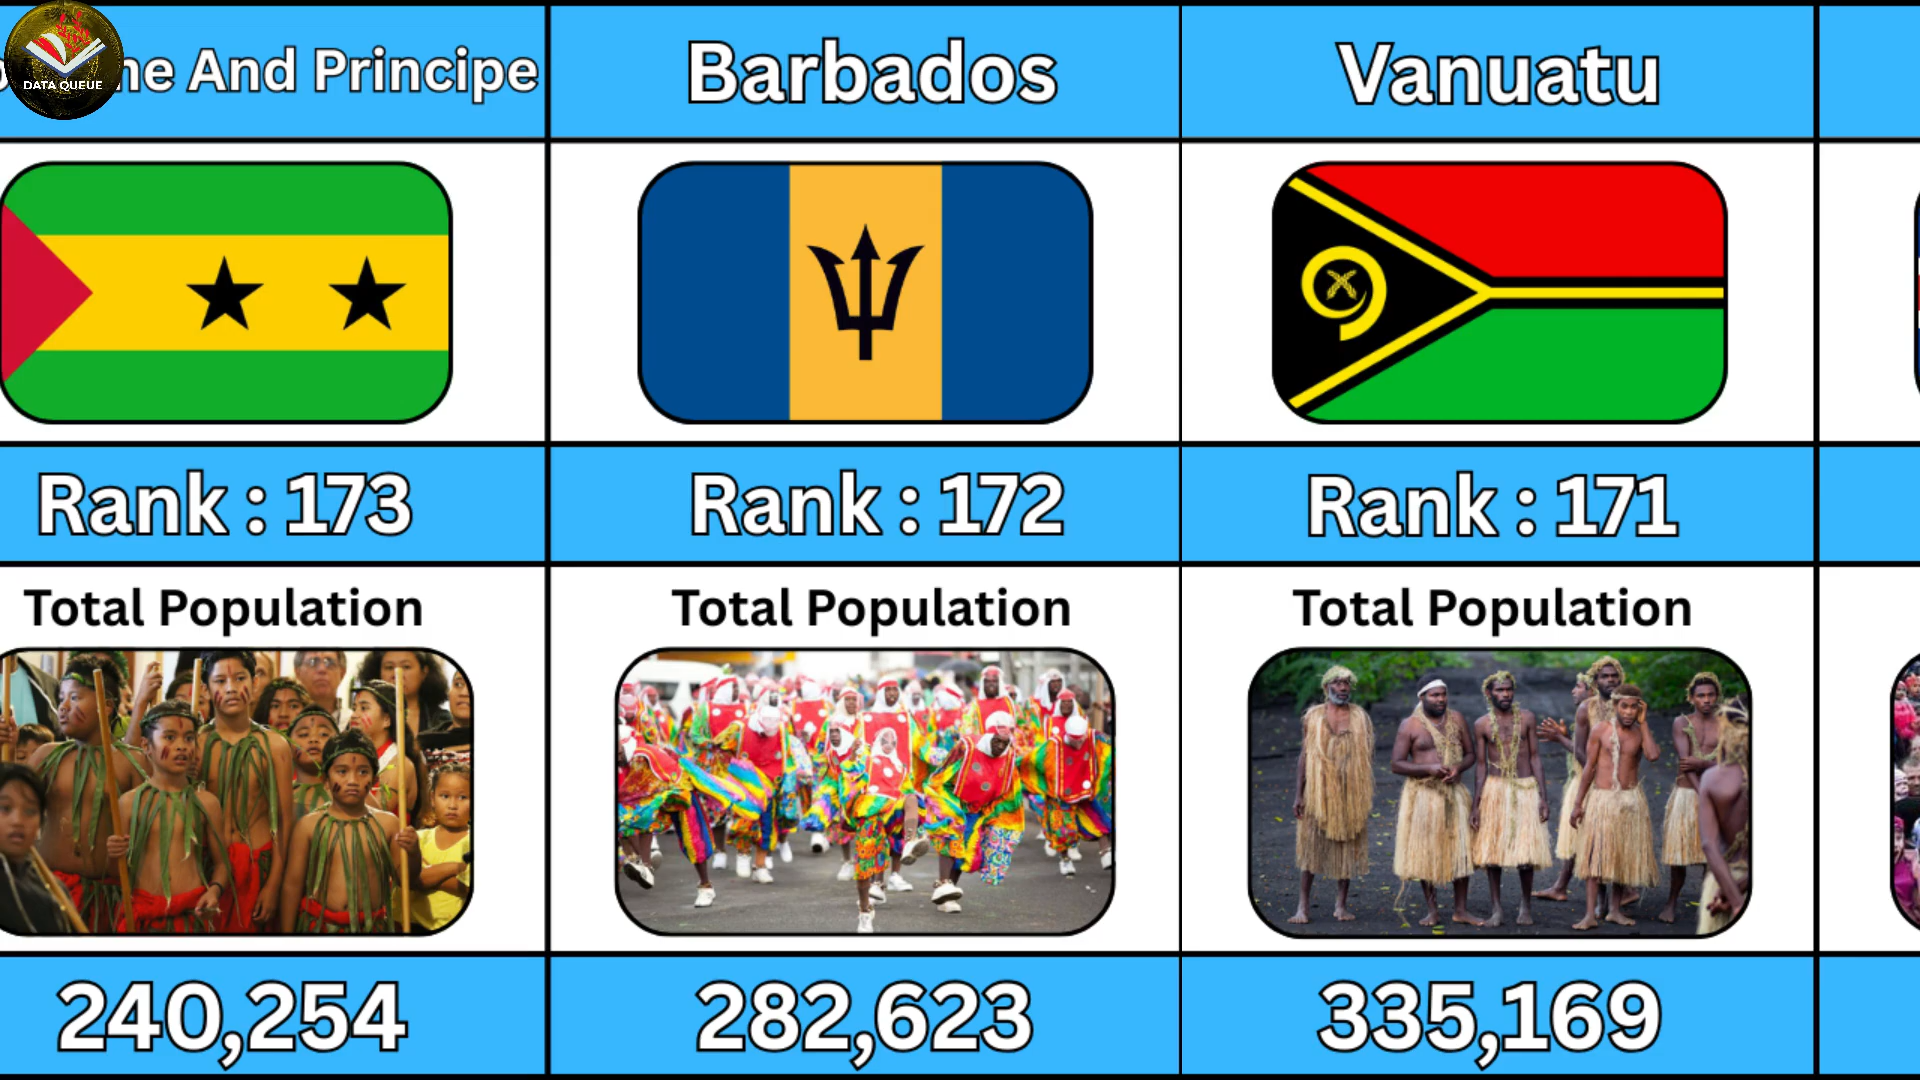 DATA QUEUE
And Principe
Barbados
Vanuatu
Rank : 173
Rank : 172
Rank : 171
Total Population
Total Population
Total Population
240,254
282,623
335,169